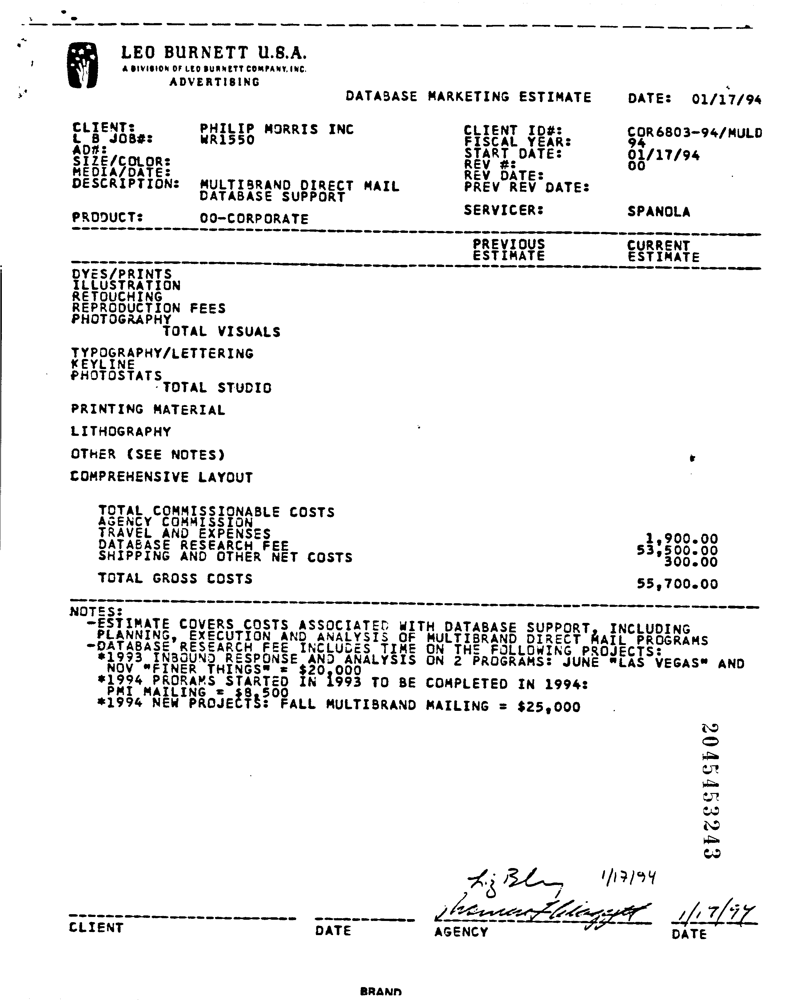 LEO BURNETT U.S.A.
A DIVISION OF LEO BURNETT COMPANY, INC.
ADVERTISING
DATABASE MARKETING ESTIMATE DATE: 01/17/94
CLIENT: PHILIP MORRIS INC CLIENT ID#: COR6803-94/MULD
L B JOB#: WR1550 FISCAL YEAR: 94
AD#: START DATE: 01/17/94
SIZE/COLOR: REV #: 00
MEDIA/DATE: REV DATE:
DESCRIPTION: MULTIBRAND DIRECT MAIL PREV REV DATE:
DATABASE SUPPORT
SERVICER: SPANOLA
PRODUCT: 00-CORPORATE
PREVIOUS CURRENT
ESTIMATE ESTIMATE
DYES/PRINTS
ILLUSTRATION
RETOUCHING
REPRODUCTION FEES
PHOTOGRAPHY
TOTAL VISUALS
TYPOGRAPHY/LETTERING
KEYLINE
PHOTOSTATS
TOTAL STUDIO
PRINTING MATERIAL
LITHOGRAPHY
OTHER (SEE NOTES)
COMPREHENSIVE LAYOUT
TOTAL COMMISSIONABLE COSTS
AGENCY COMMISSION
TRAVEL AND EXPENSES 1,900.00
DATABASE RESEARCH FEE 53,500.00
SHIPPING AND OTHER NET COSTS 300.00
TOTAL GROSS COSTS 55,700.00
NOTES:
-ESTIMATE COVERS COSTS ASSOCIATED WITH DATABASE SUPPORT, INCLUDING
PLANNING, EXECUTION AND ANALYSIS OF MULTIBRAND DIRECT MAIL PROGRAMS
-DATABASE RESEARCH FEE INCLUDES TIME ON THE FOLLOWING PROJECTS:
*1993 INBOUND RESPONSE AND ANALYSIS ON 2 PROGRAMS: JUNE "LAS VEGAS" AND
NOV "FINER THINGS" = $20,000
*1994 PRORAMS STARTED IN 1993 TO BE COMPLETED IN 1994:
PMI MAILING = $8,500
*1994 NEW PROJECTS: FALL MULTIBRAND MAILING = $25,000
2045453243
1/17/94
1/17/94
CLIENT DATE AGENCY DATE
BRAND